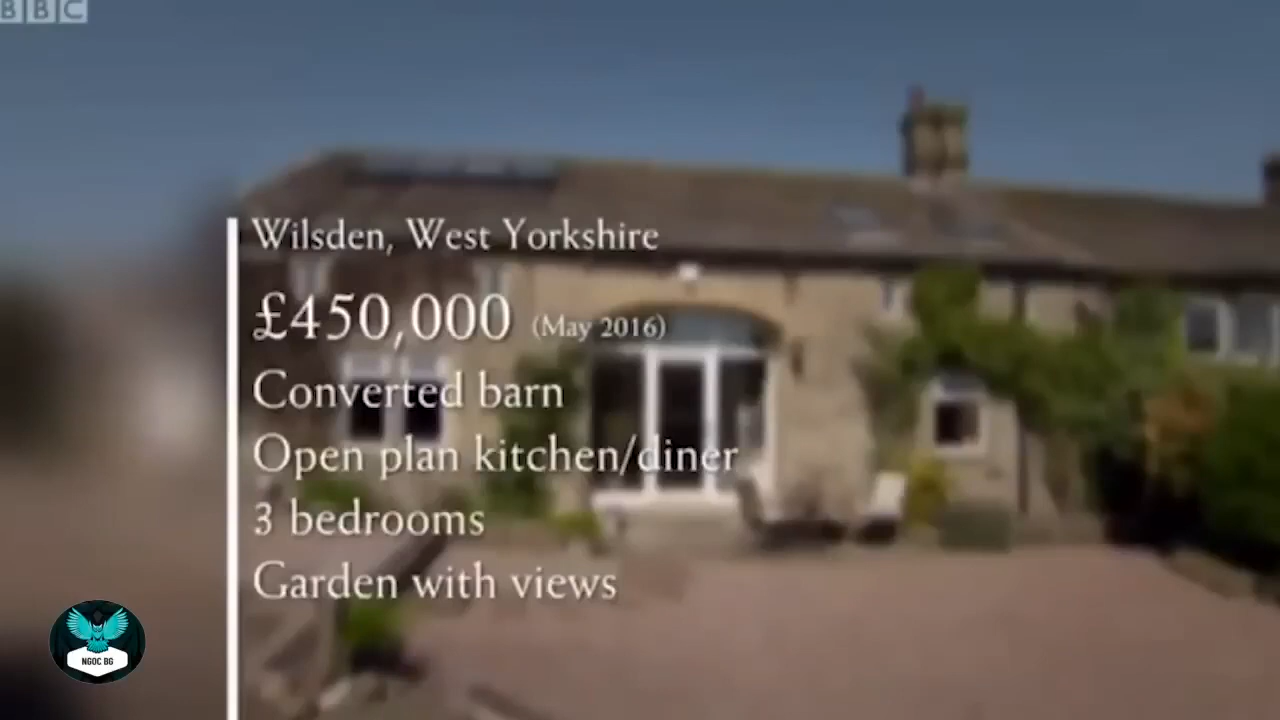 BBC
Wilsden, West Yorkshire
£450,000 (May 2016)
Converted barn
Open plan kitchen/diner
3 bedrooms
Garden with views
NGOC BG